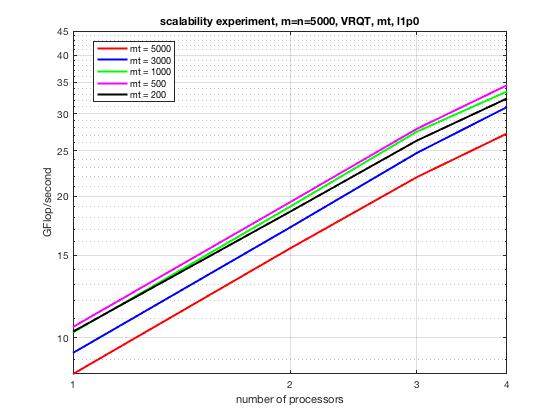 scalability experiment, m=n=5000, VRQT, mt, l1p0
45
40
35
30
25
20
15
10
GFlop/second
mt = 5000
mt = 3000
mt = 1000
mt = 500
mt = 200
1
2
3
4
number of processors